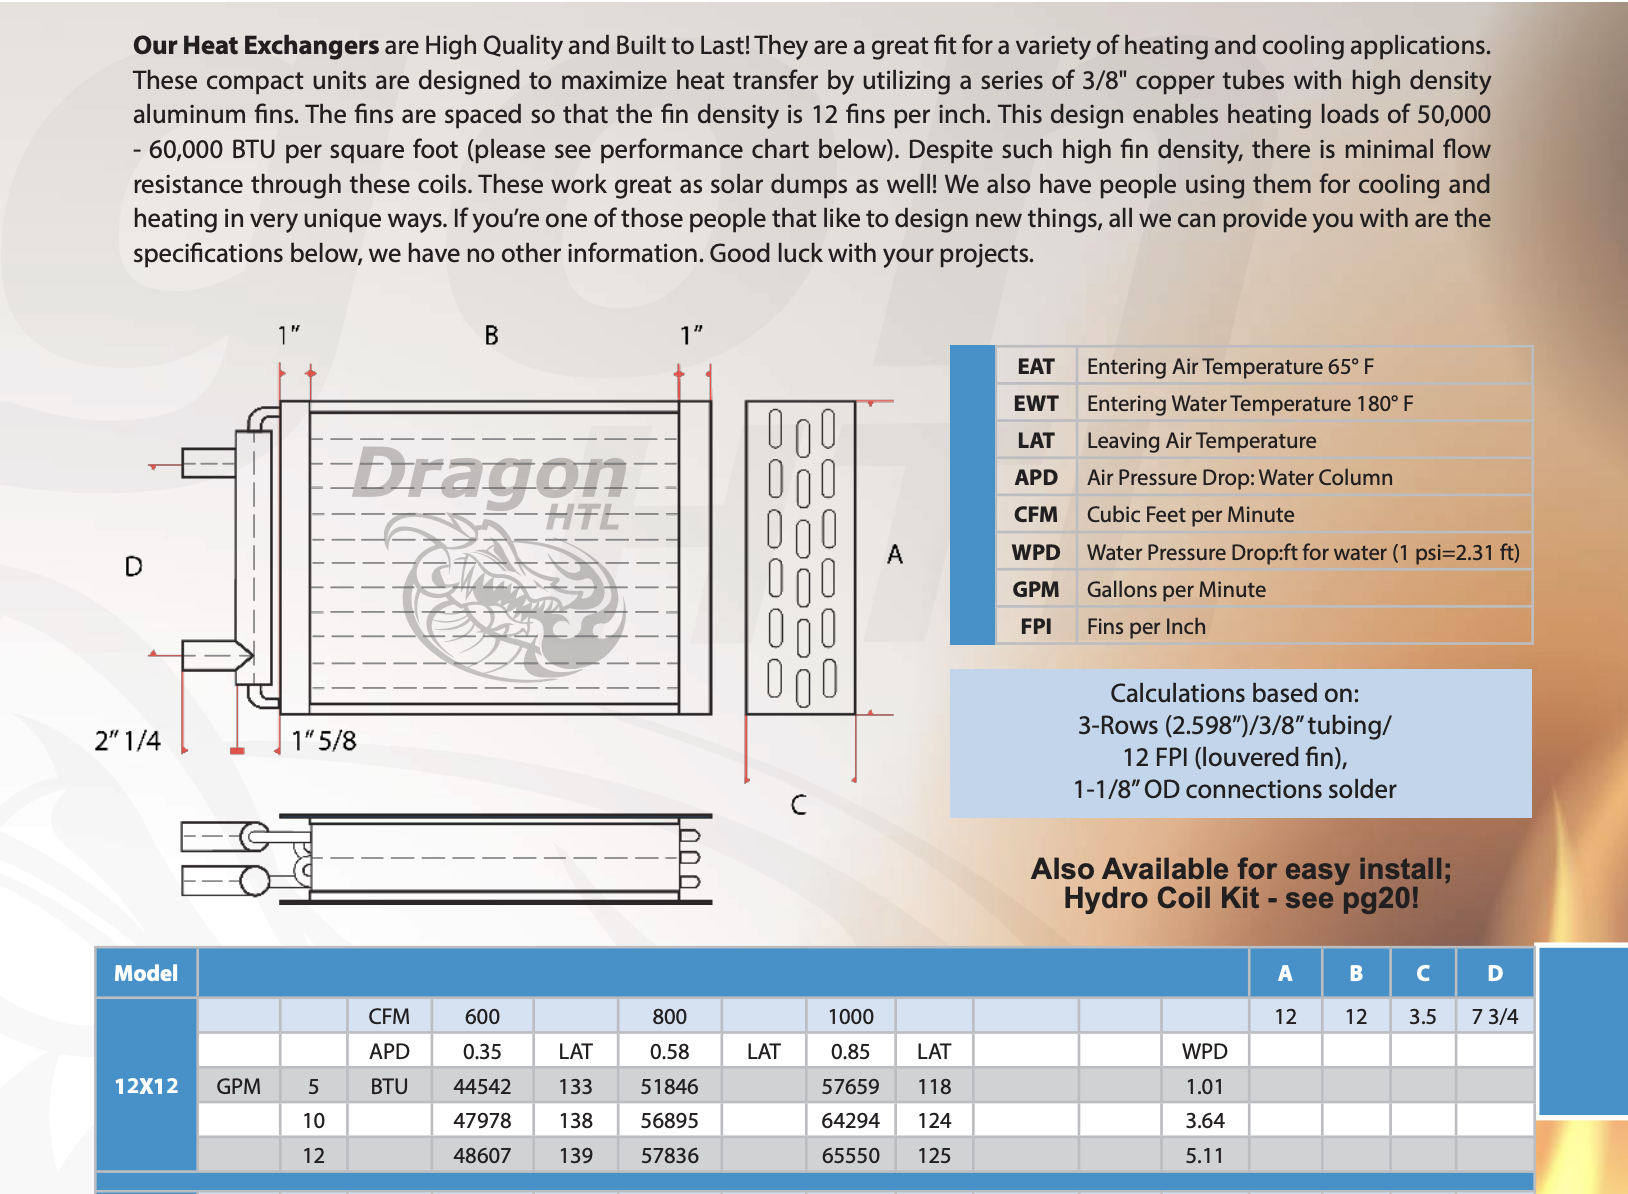 Our Heat Exchangers are High Quality and Built to Last! They are a great fit for a variety of heating and cooling applications.
These compact units are designed to maximize heat transfer by utilizing a series of 3/8" copper tubes with high density
aluminum fins. The fins are spaced so that the fin density is 12 fins per inch. This design enables heating loads of 50,000
- 60,000 BTU per square foot (please see performance chart below). Despite such high fin density, there is minimal flow
resistance through these coils. These work great as solar dumps as well! We also have people using them for cooling and
heating in very unique ways. If you’re one of those people that like to design new things, all we can provide you with are the
specifications below, we have no other information. Good luck with your projects.
1” B 1”
Dragon
HTL
D
A
2” 1/4 1” 5/8
C
EAT Entering Air Temperature 65° F
EWT Entering Water Temperature 180° F
LAT Leaving Air Temperature
APD Air Pressure Drop: Water Column
CFM Cubic Feet per Minute
WPD Water Pressure Drop:ft for water (1 psi=2.31 ft)
GPM Gallons per Minute
FPI Fins per Inch
Calculations based on:
3-Rows (2.598”)/3/8” tubing/
12 FPI (louvered fin),
1-1/8” OD connections solder
Also Available for easy install;
Hydro Coil Kit - see pg20!
Model A B C D
CFM 600 800 1000 12 12 3.5 7 3/4
APD 0.35 LAT 0.58 LAT 0.85 LAT WPD
12X12 GPM 5 BTU 44542 133 51846 57659 118 1.01
10 47978 138 56895 64294 124 3.64
12 48607 139 57836 65550 125 5.11